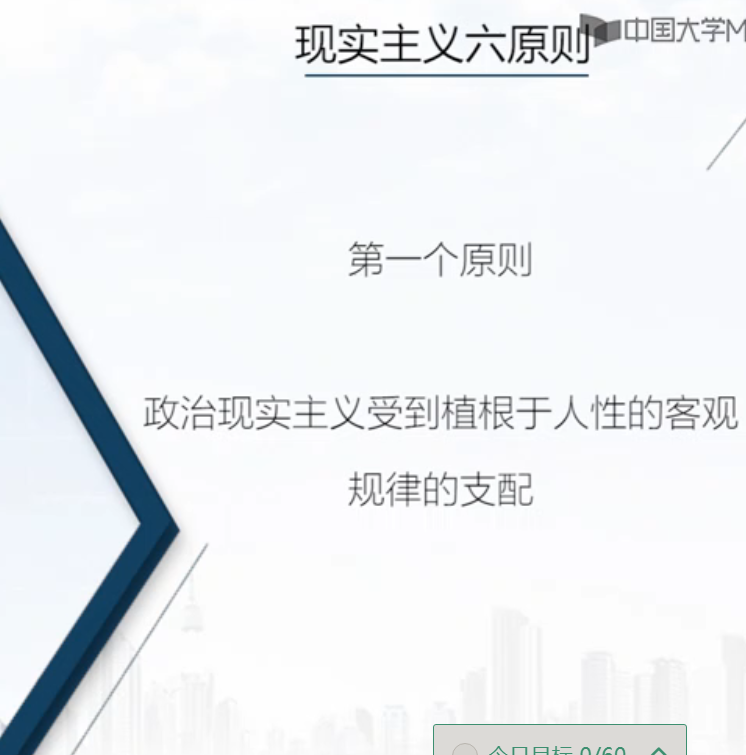 现实主义六原则
中国大学M
第一个原则
政治现实主义受到植根于人性的客观
规律的支配
今日目标 0/60